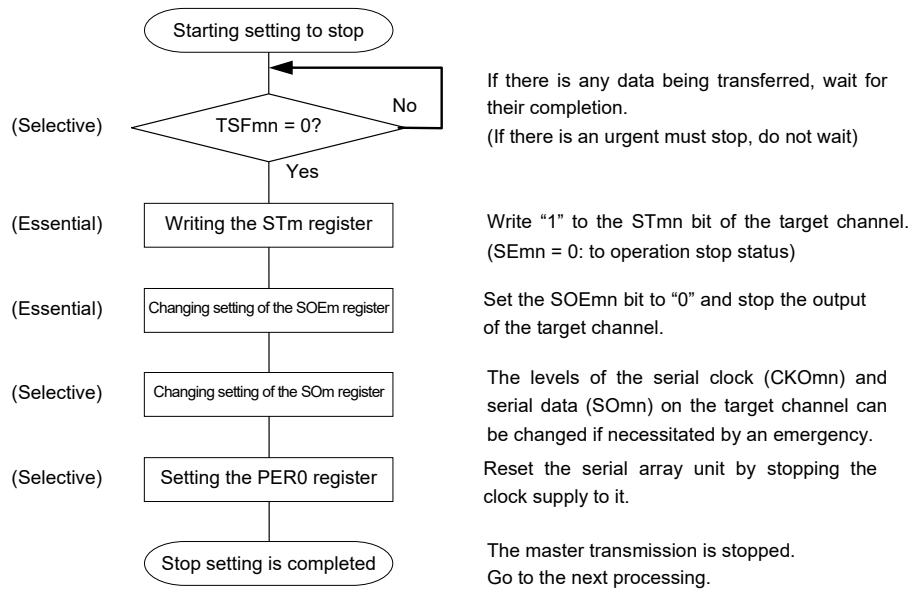 Starting setting to stop
If there is any data being transferred, wait for
their completion.
(If there is an urgent must stop, do not wait)
(Selective)
TSFmn = 0?
No
Yes
(Essential)
Writing the STm register
Write “1” to the STmn bit of the target channel.
(SEmn = 0: to operation stop status)
(Essential)
Changing setting of the SOEm register
Set the SOEmn bit to “0” and stop the output
of the target channel.
(Selective)
Changing setting of the SOm register
The levels of the serial clock (CKOmn) and
serial data (SOmn) on the target channel can
be changed if necessitated by an emergency.
(Selective)
Setting the PER0 register
Reset the serial array unit by stopping the
clock supply to it.
Stop setting is completed
The master transmission is stopped.
Go to the next processing.